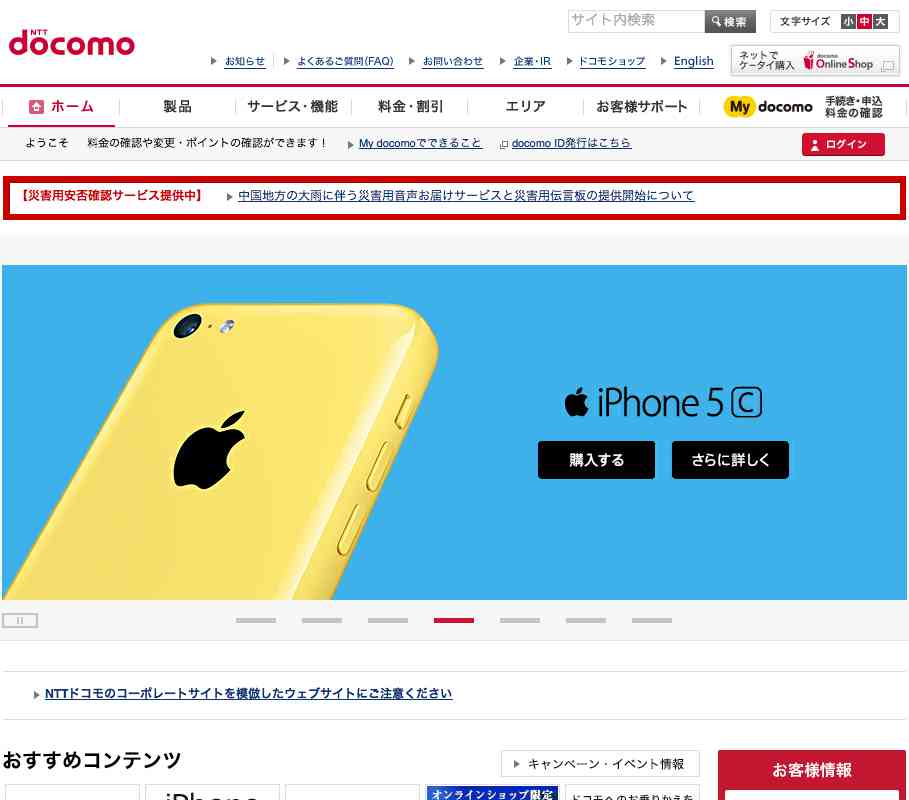 NTT
docomo
サイト内検索
検索
文字サイズ 小 中 大
お知らせ よくあるご質問(FAQ) お問い合わせ 企業・IR ドコモショップ English
ネットで
ケータイ購入
docomo
Online Shop
ホーム 製品 サービス・機能 料金・割引 エリア お客様サポート My docomo
手続き・申込
料金の確認
ようこそ 料金の確認や変更・ポイントの確認ができます! My docomoでできること docomo ID発行はこちら ログイン
【災害用安否確認サービス提供中】 中国地方の大雨に伴う災害用音声お届けサービスと災害用伝言板の提供開始について
iPhone 5c
購入する さらに詳しく
NTTドコモのコーポレートサイトを模倣したウェブサイトにご注意ください
おすすめコンテンツ
キャンペーン・イベント情報
お客様情報
iPhone
オンラインショップ限定
ドコモへのお乗りかえを